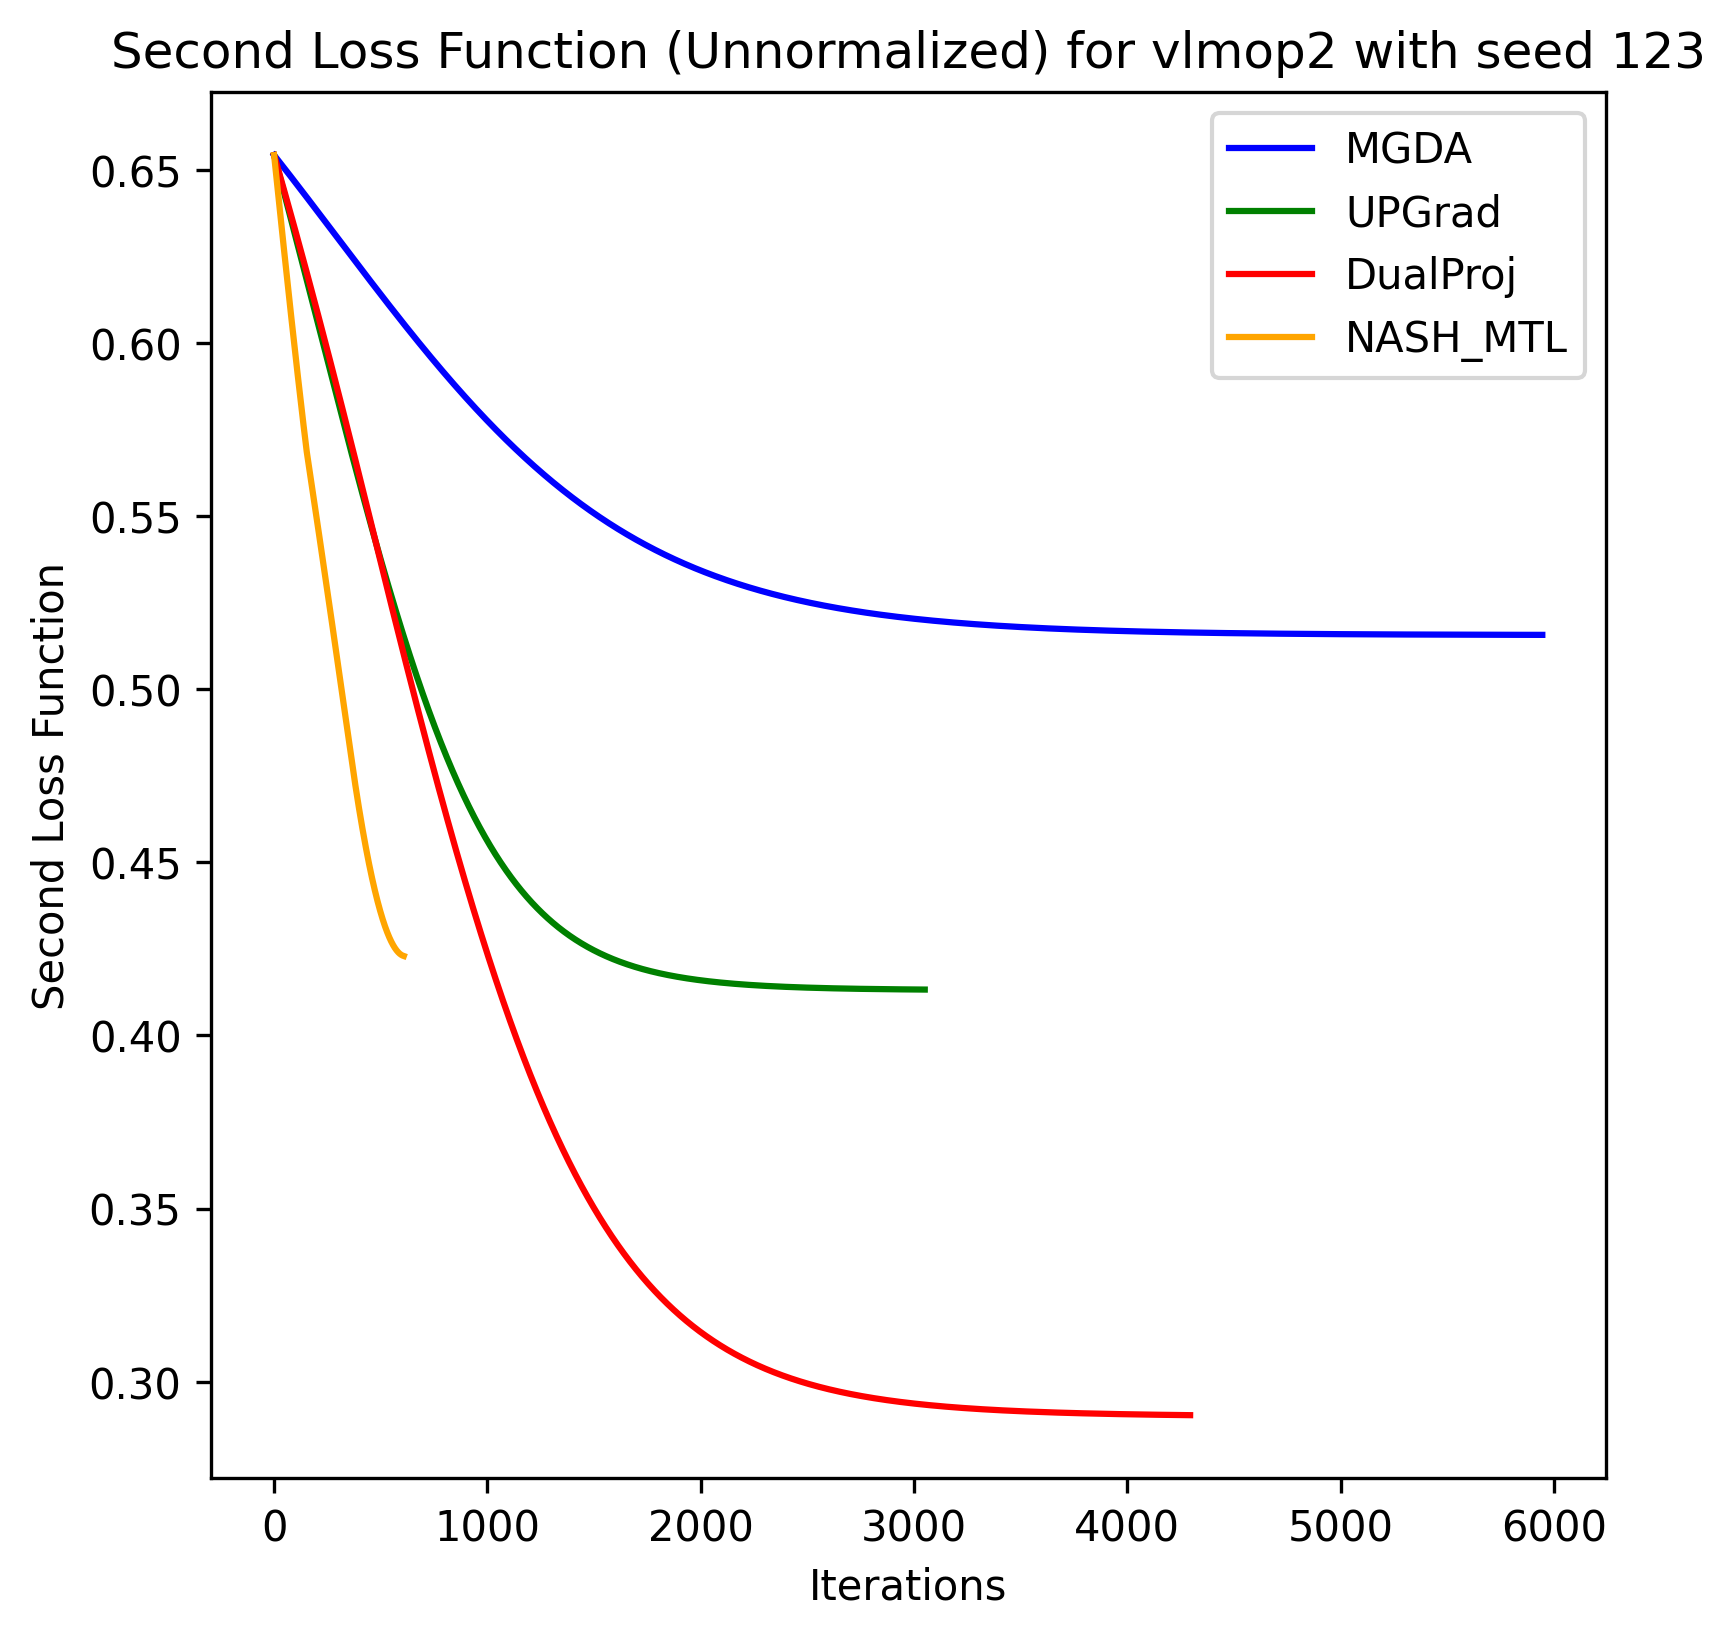 Second Loss Function (Unnormalized) for vlmop2 with seed 123
MGDA
UPGrad
DualProj
NASH_MTL
Second Loss Function
0.65
0.60
0.55
0.50
0.45
0.40
0.35
0.30
0 1000 2000 3000 4000 5000 6000
Iterations